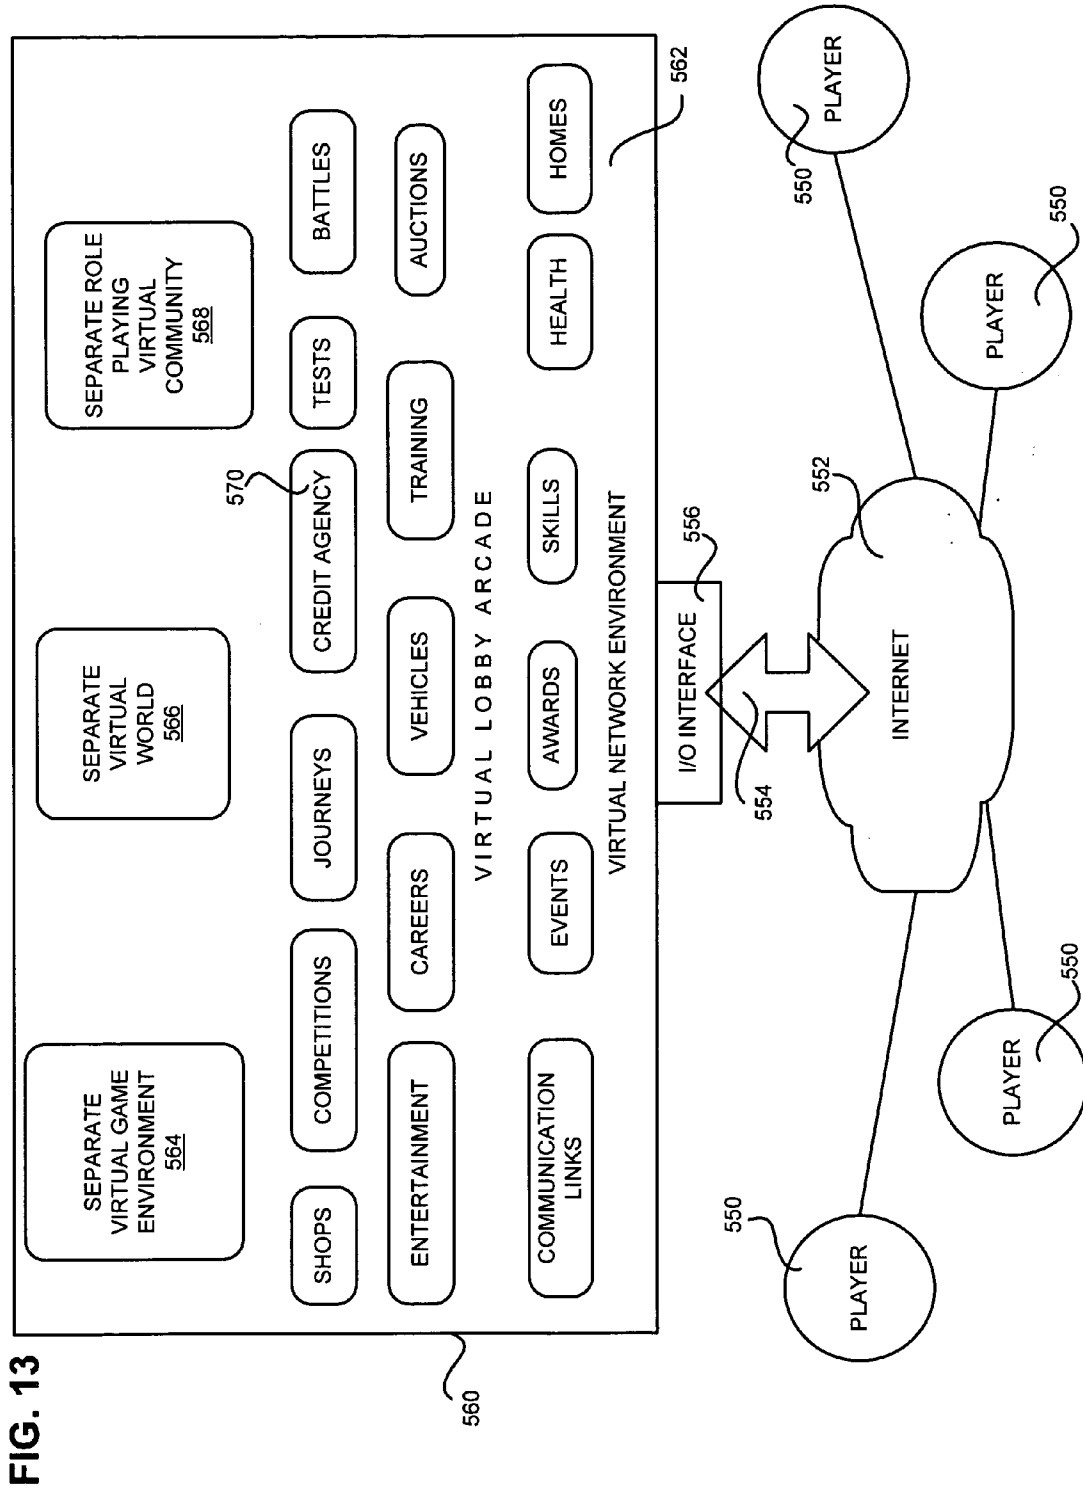 FIG. 13
SEPARATE
VIRTUAL GAME
ENVIRONMENT
564
SEPARATE
VIRTUAL
WORLD
566
SEPARATE ROLE
PLAYING
VIRTUAL
COMMUNITY
568
570
SHOPS
COMPETITIONS
JOURNEYS
CREDIT AGENCY
TESTS
BATTLES
ENTERTAINMENT
CAREERS
VEHICLES
TRAINING
AUCTIONS
VIRTUAL LOBBY ARCADE
COMMUNICATION
LINKS
EVENTS
AWARDS
SKILLS
HEALTH
HOMES
VIRTUAL NETWORK ENVIRONMENT
560
562
I/O INTERFACE
556
554
552
INTERNET
550
PLAYER
550
PLAYER
550
PLAYER
550
PLAYER